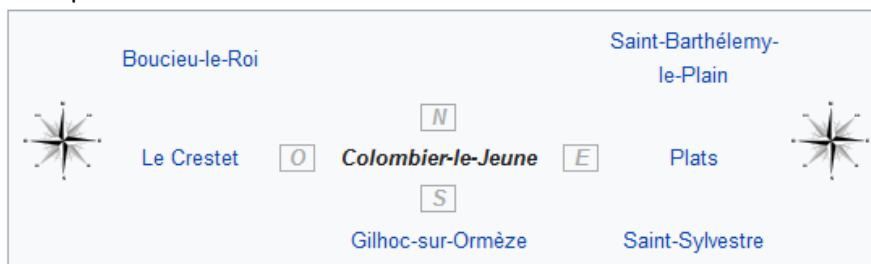 Boucieu-le-Roi
Saint-Barthélemy-
le-Plain
N
Le Crestet O Colombier-le-Jeune E Plats
S
Gilhoc-sur-Ormèze Saint-Sylvestre